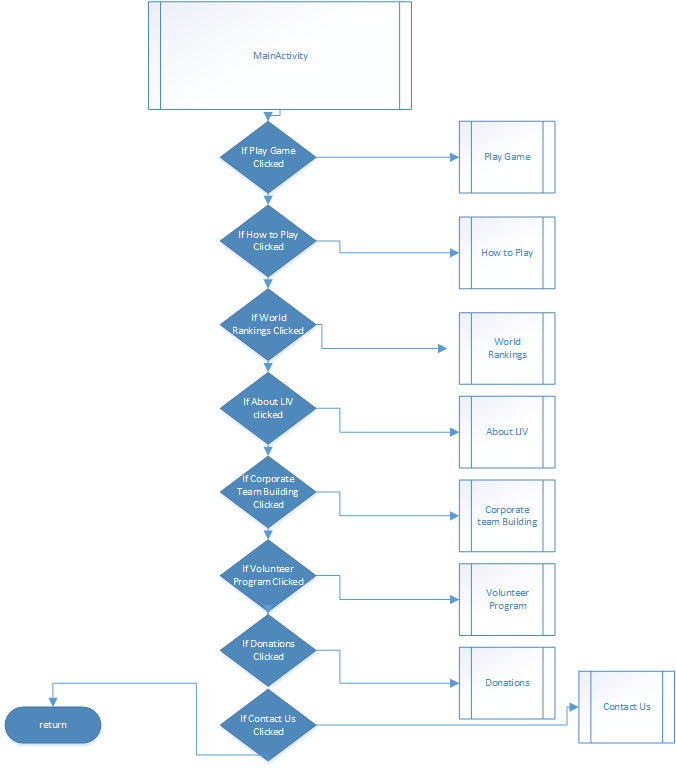 MainActivity
If Play Game
Clicked
Play Game
If How to Play
Clicked
How to Play
If World
Rankings Clicked
World
Rankings
If About LIV
clicked
About LIV
If Corporate
Team Building
Clicked
Corporate
team Building
If Volunteer
Program Clicked
Volunteer
Program
If Donations
Clicked
Donations
If Contact Us
Clicked
Contact Us
return